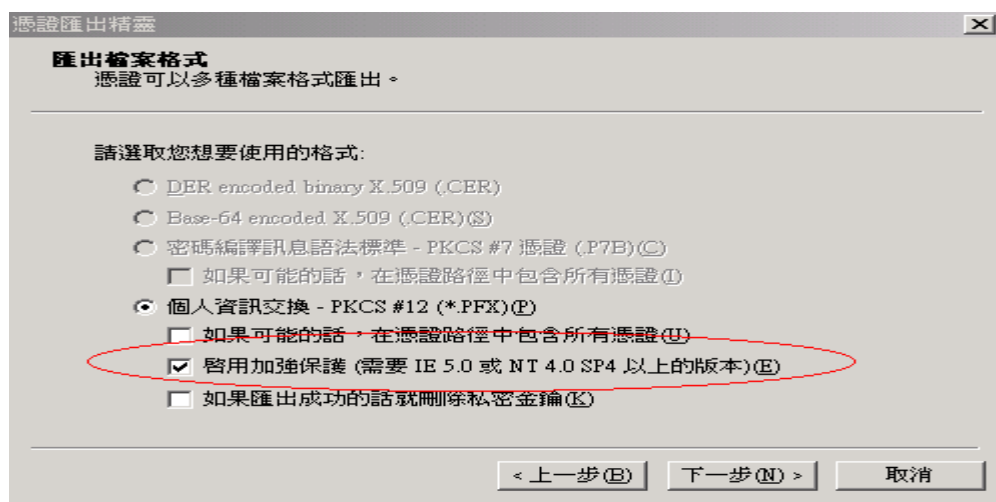 憑證匯出精靈
匯出檔案格式
憑證可以多種檔案格式匯出。
請選取您想要使用的格式:
DER encoded binary X.509 (.CER)
Base-64 encoded X.509 (.CER)(S)
密碼編譯訊息語法標準 - PKCS #7 憑證 (.P7B)(C)
如果可能的話，在憑證路徑中包含所有憑證(I)
個人資訊交換 - PKCS #12 (*.PFX)(P)
如果可能的話，在憑證路徑中包含所有憑證(U)
啓用加強保護 (需要 IE 5.0 或 NT 4.0 SP4 以上的版本)(E)
如果匯出成功的話就刪除私密金鑰(K)
< 上一步(B) 下一步(N) > 取消